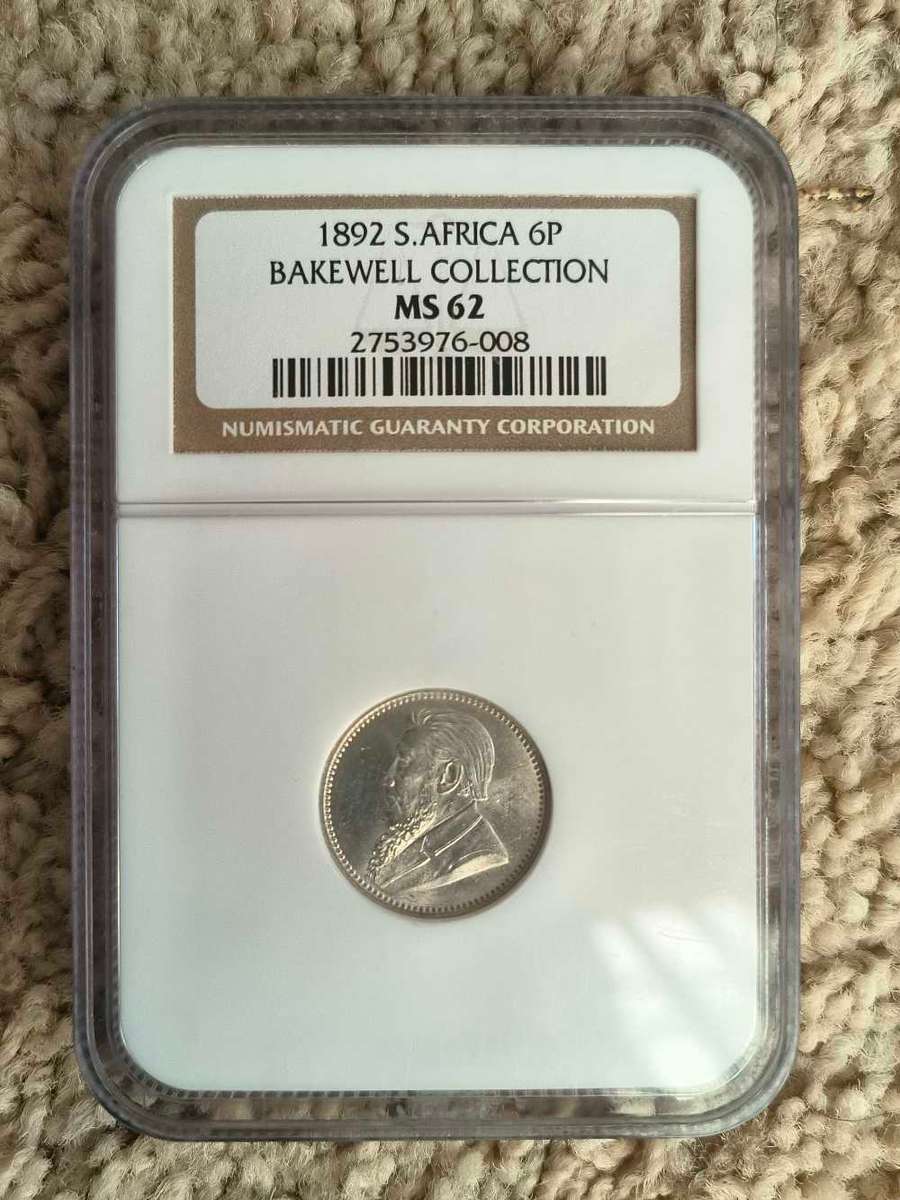 1892 S.AFRICA 6P
BAKEWELL COLLECTION
MS 62
2753976-008
NUMISMATIC GUARANTY CORPORATION